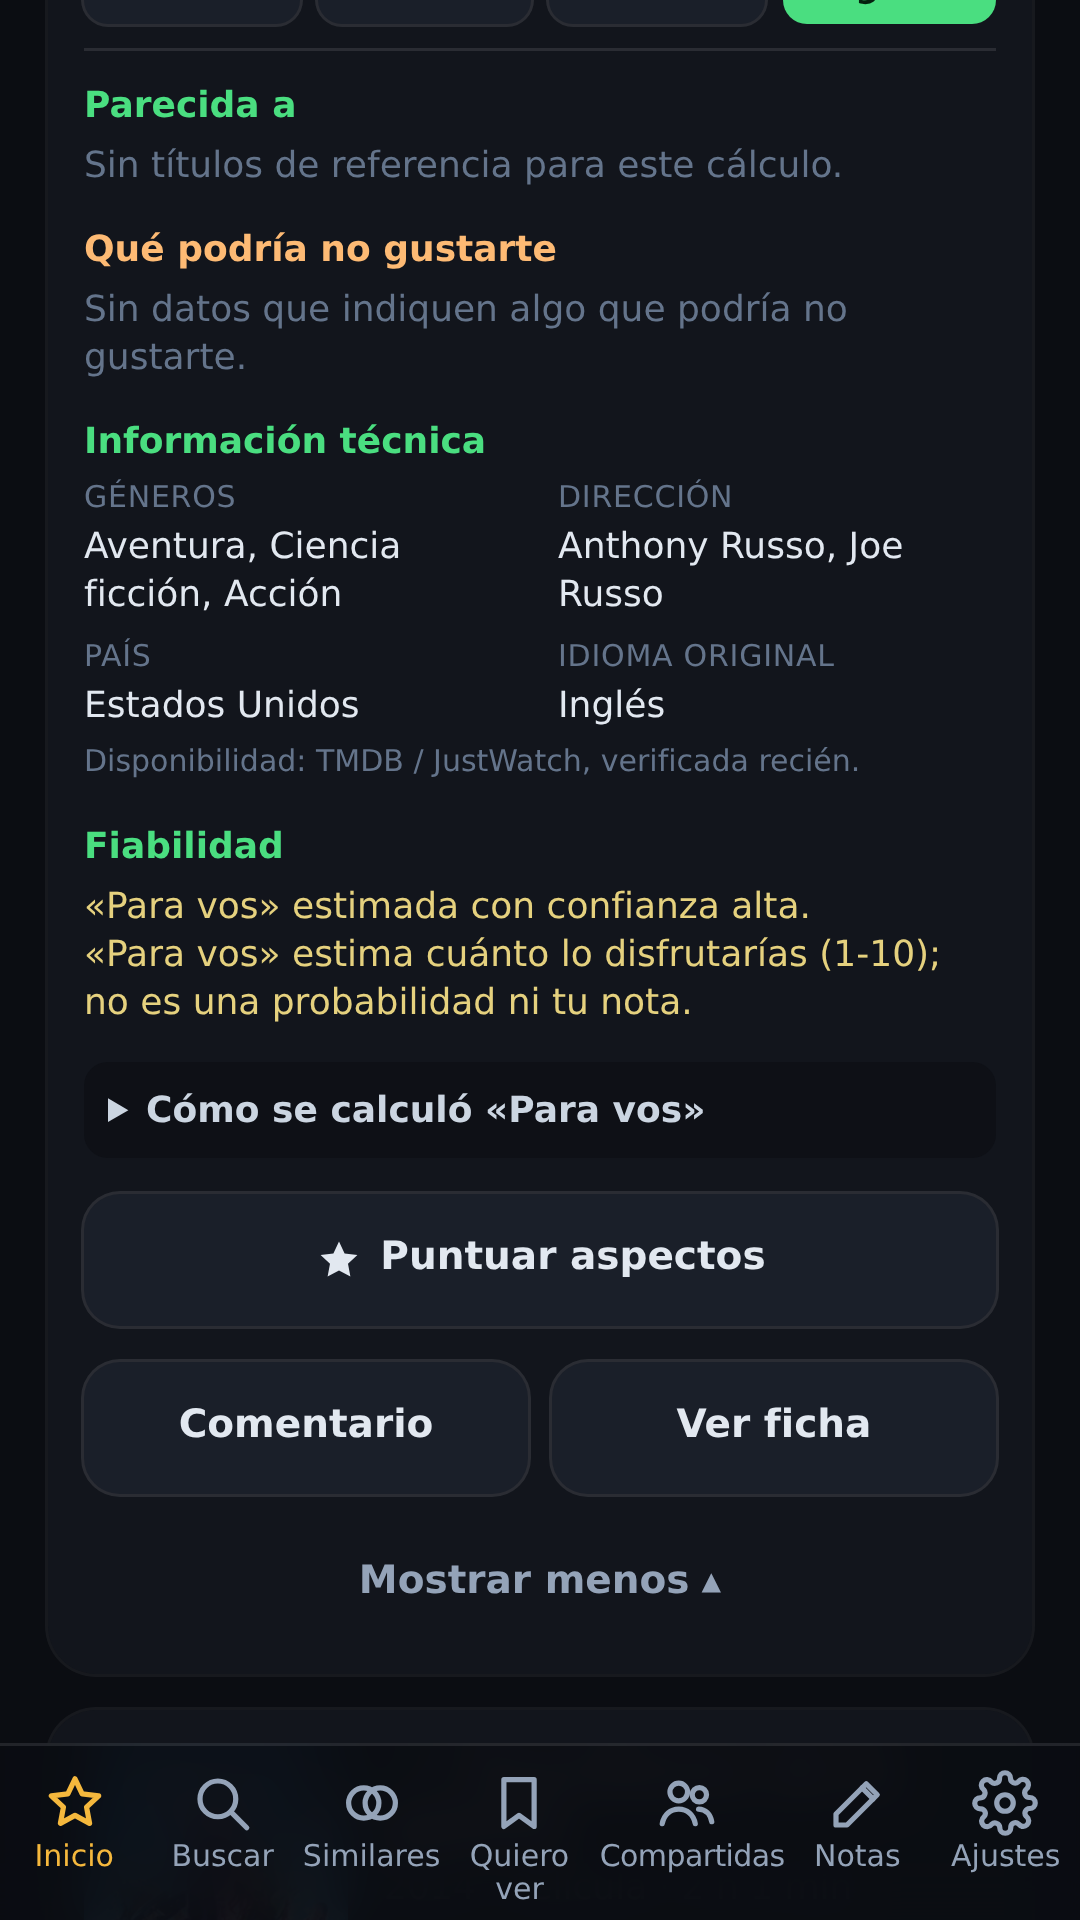 Parecida a
Sin títulos de referencia para este cálculo.
Qué podría no gustarte
Sin datos que indiquen algo que podría no
gustarte.
Información técnica
GÉNEROS
Aventura, Ciencia
ficción, Acción
DIRECCIÓN
Anthony Russo, Joe
Russo
PAÍS
Estados Unidos
IDIOMA ORIGINAL
Inglés
Disponibilidad: TMDB / JustWatch, verificada recién.
Fiabilidad
«Para vos» estimada con confianza alta.
«Para vos» estima cuánto lo disfrutarías (1-10);
no es una probabilidad ni tu nota.
▶ Cómo se calculó «Para vos»
★ Puntuar aspectos
Comentario
Ver ficha
Mostrar menos ▴
Inicio
Buscar
Similares
Quiero
ver
Compartidas
Notas
Ajustes